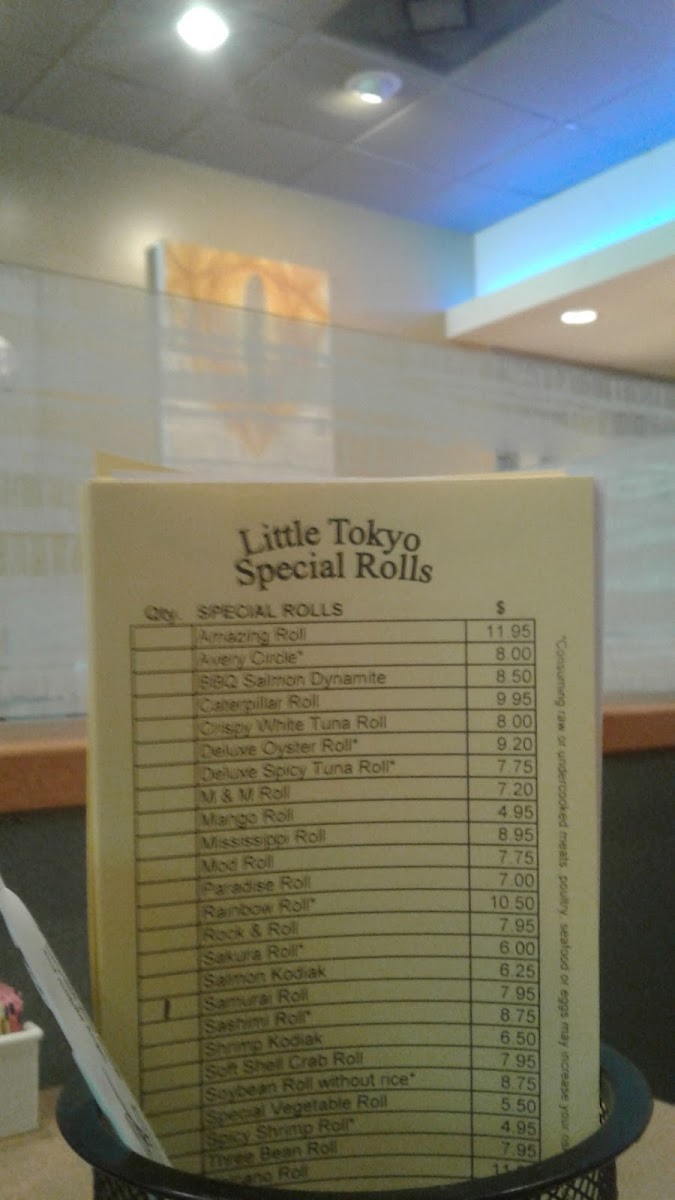 Little Tokyo
Special Rolls
Qty. SPECIAL ROLLS $
Amazing Roll 11.95
Avery Circle* 8.00
BBQ Salmon Dynamite 8.50
Caterpillar Roll 9.95
Crispy White Tuna Roll 8.00
Deluxe Oyster Roll* 9.20
Deluxe Spicy Tuna Roll* 7.75
M & M Roll 7.20
Mango Roll 4.95
Mississippi Roll 8.95
Mod Roll 7.75
Paradise Roll 7.00
Rainbow Roll* 10.50
Rock & Roll 7.95
Sakura Roll* 6.00
Salmon Kodiak 6.25
Samurai Roll 7.95
Sashimi Roll* 8.75
Shrimp Kodiak 6.50
Soft Shell Crab Roll 7.95
Soybean Roll without rice* 8.75
Special Vegetable Roll 5.50
Spicy Shrimp Roll* 4.95
Three Bean Roll 7.95
Roll
*Consuming raw or undercooked meats, poultry, seafood or eggs may increase your